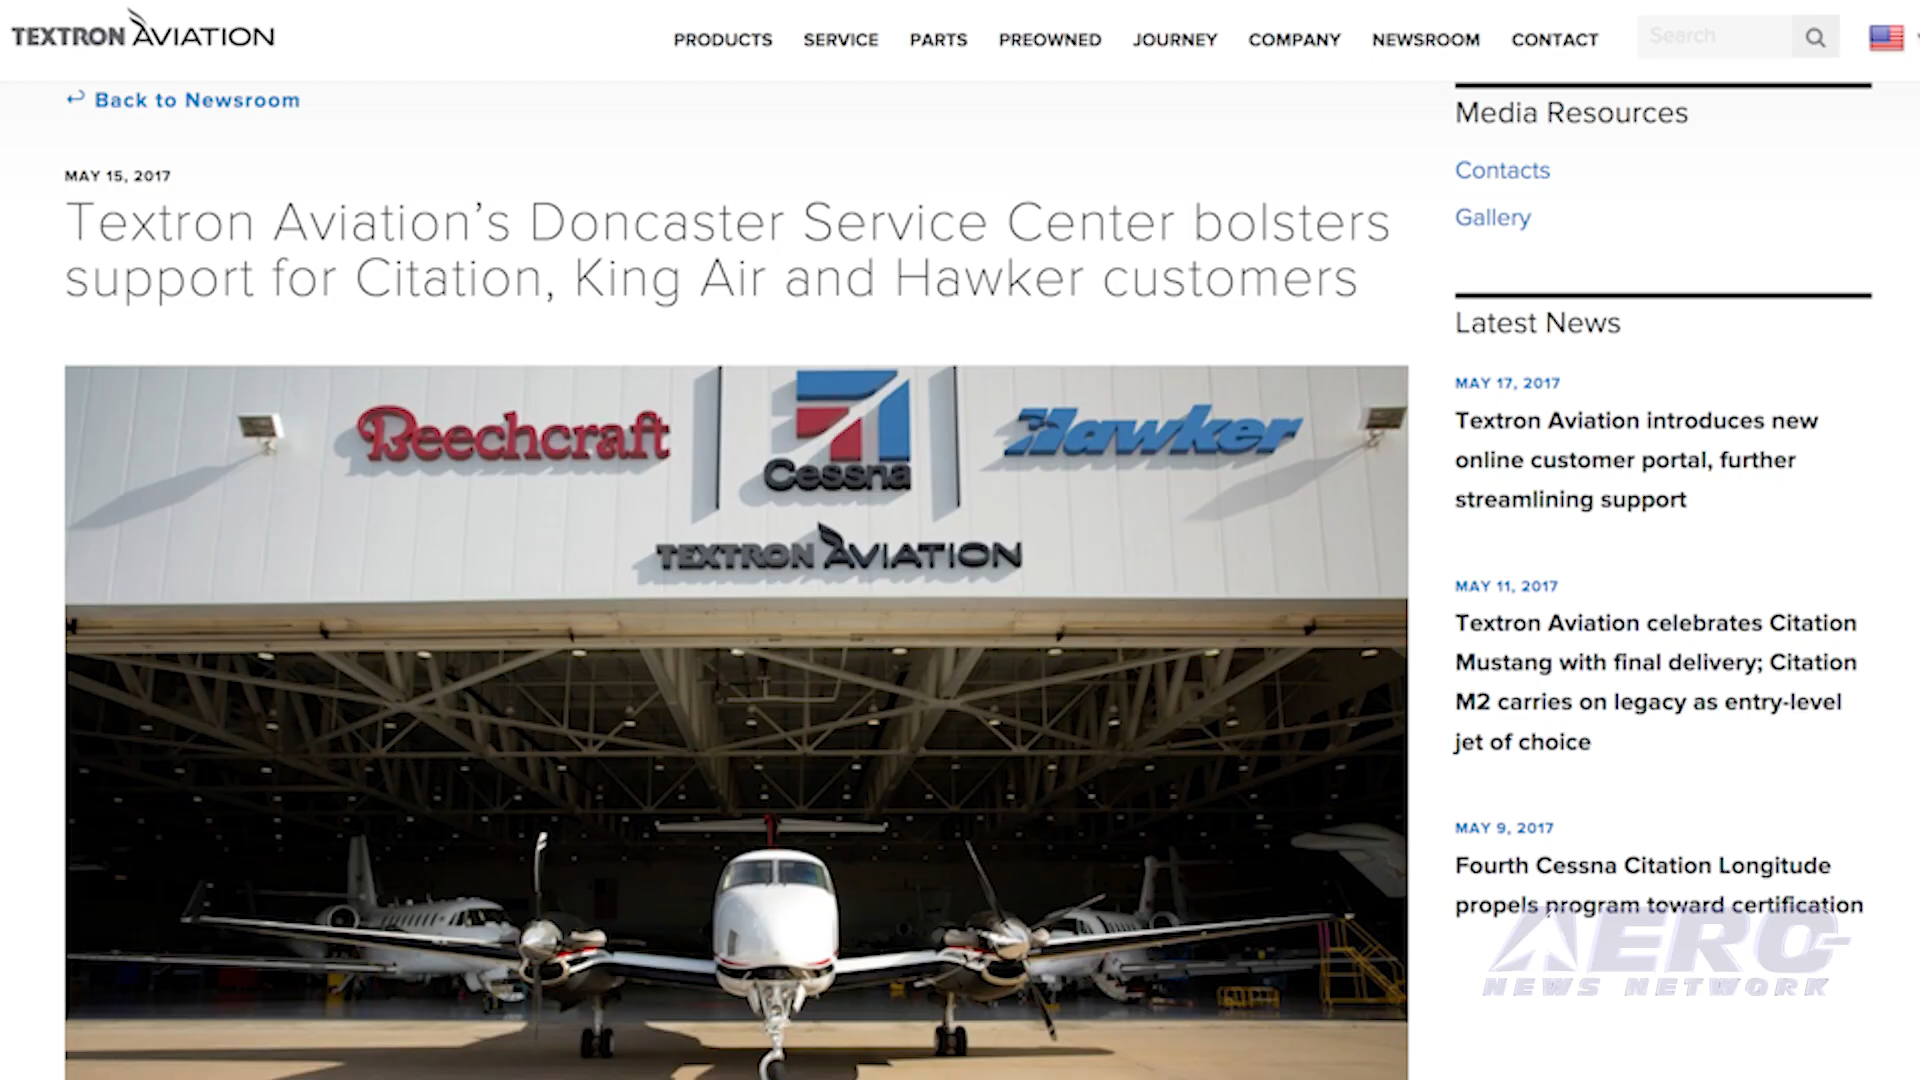 TEXTRON AVIATION
PRODUCTS SERVICE PARTS PREOWNED JOURNEY COMPANY NEWSROOM CONTACT
Search
Back to Newsroom
MAY 15, 2017
Textron Aviation’s Doncaster Service Center bolsters
support for Citation, King Air and Hawker customers
Beechcraft
Cessna
Hawker
TEXTRON AVIATION
Media Resources
Contacts
Gallery
Latest News
MAY 17, 2017
Textron Aviation introduces new
online customer portal, further
streamlining support
MAY 11, 2017
Textron Aviation celebrates Citation
Mustang with final delivery; Citation
M2 carries on legacy as entry-level
jet of choice
MAY 9, 2017
Fourth Cessna Citation Longitude
propels program toward certification
AERO
NEWS NETWORK